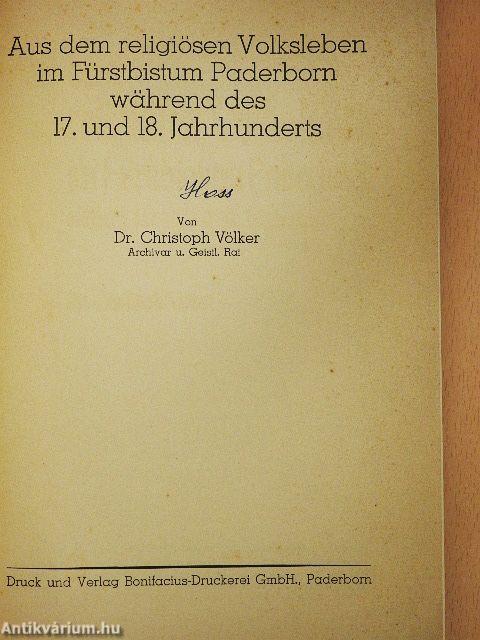 Aus dem religiösen Volksleben
im Fürstbistum Paderborn
während des
17. und 18. Jahrhunderts
Hess
Von
Dr. Christoph Völker
Archivar u. Geistl. Rat
Druck und Verlag Bonifacius-Druckerei GmbH., Paderborn
Antikvárium.hu